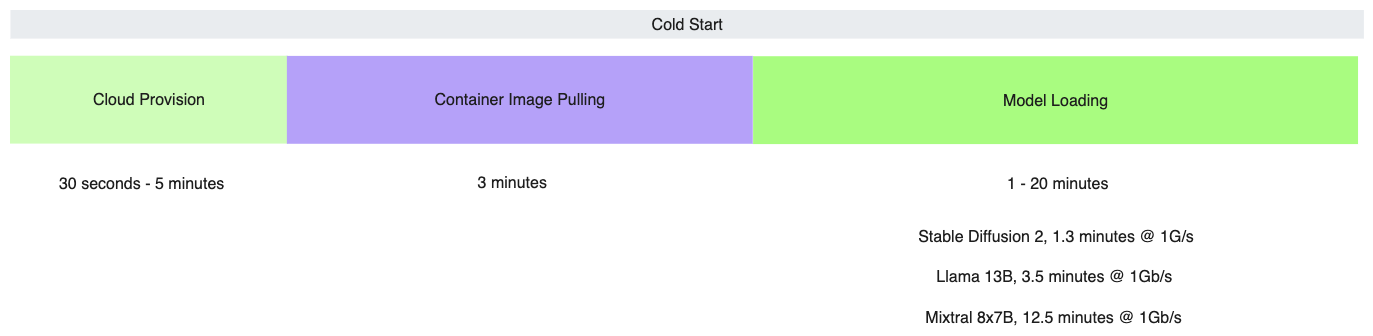 Cold Start
Cloud Provision
Container Image Pulling
Model Loading
30 seconds - 5 minutes
3 minutes
1 - 20 minutes
Stable Diffusion 2, 1.3 minutes @ 1G/s
Llama 13B, 3.5 minutes @ 1Gb/s
Mixtral 8x7B, 12.5 minutes @ 1Gb/s